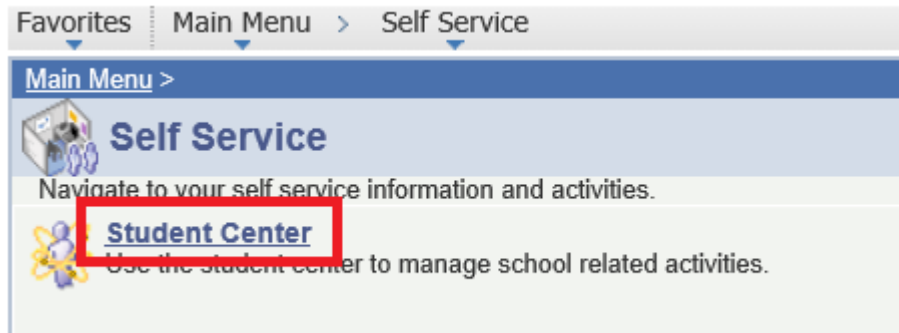 Favorites Main Menu > Self Service
Main Menu >
Self Service
Navigate to your self service information and activities.
Student Center
Use the student center to manage school related activities.